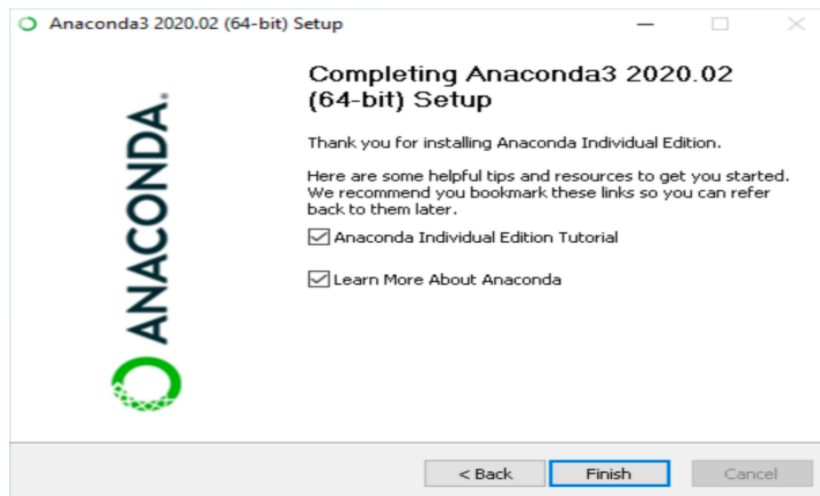 Anaconda3 2020.02 (64-bit) Setup
ANACONDA.
Completing Anaconda3 2020.02
(64-bit) Setup
Thank you for installing Anaconda Individual Edition.
Here are some helpful tips and resources to get you started.
We recommend you bookmark these links so you can refer
back to them later.
Anaconda Individual Edition Tutorial
Learn More About Anaconda
< Back
Finish
Cancel